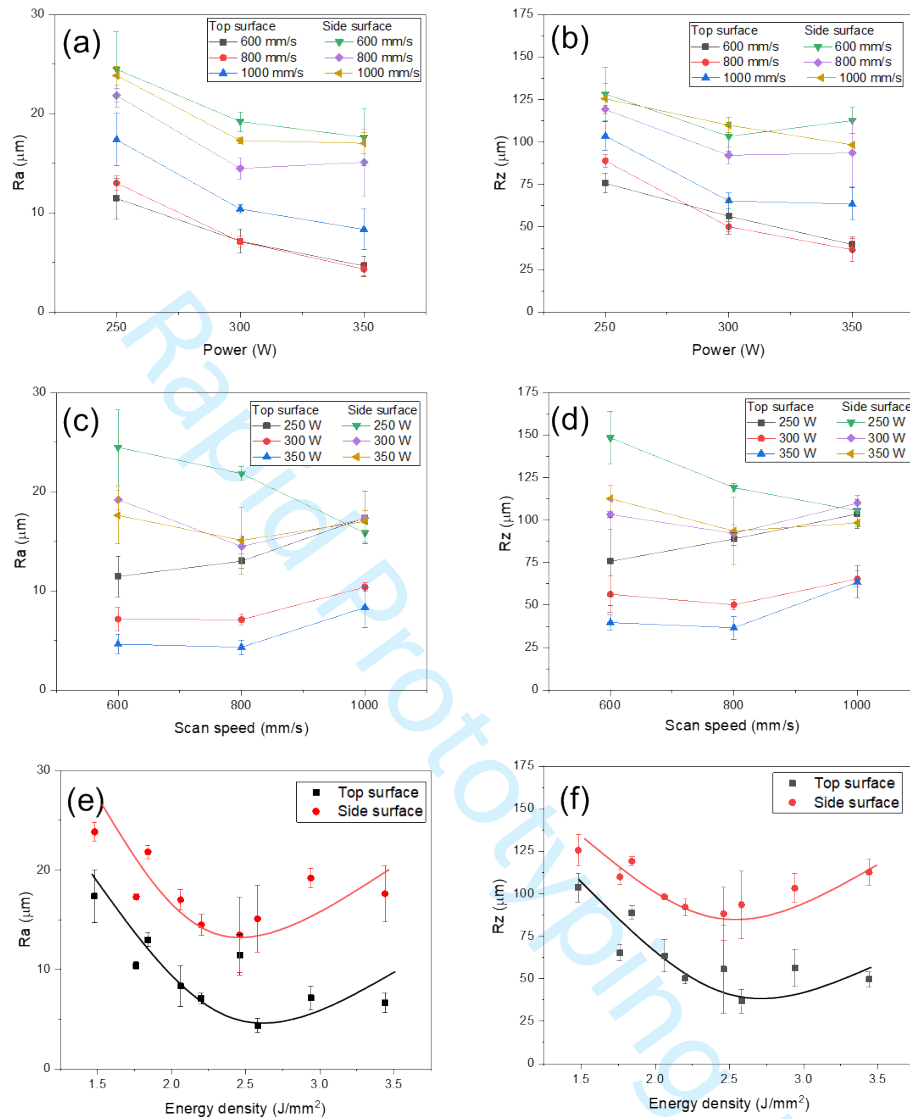 (a)
Top surface Side surface
600 mm/s 600 mm/s
800 mm/s 800 mm/s
1000 mm/s 1000 mm/s
30
20
10
0
Ra (μm)
250 300 350
Power (W)
(b)
Top surface Side surface
600 mm/s 600 mm/s
800 mm/s 800 mm/s
1000 mm/s 1000 mm/s
175
150
125
100
75
50
25
0
Rz (μm)
250 300 350
Power (W)
(c)
Top surface Side surface
250 W 250 W
300 W 300 W
350 W 350 W
30
20
10
0
Ra (μm)
600 800 1000
Scan speed (mm/s)
(d)
Top surface Side surface
250 W 250 W
300 W 300 W
350 W 350 W
175
150
125
100
75
50
25
0
Rz (μm)
600 800 1000
Scan speed (mm/s)
(e)
Top surface
Side surface
30
20
10
0
Ra (μm)
1.5 2.0 2.5 3.0 3.5
Energy density (J/mm²)
(f)
Top surface
Side surface
175
150
125
100
75
50
25
0
Rz (μm)
1.5 2.0 2.5 3.0 3.5
Energy density (J/mm²)
Rapid Prototyping